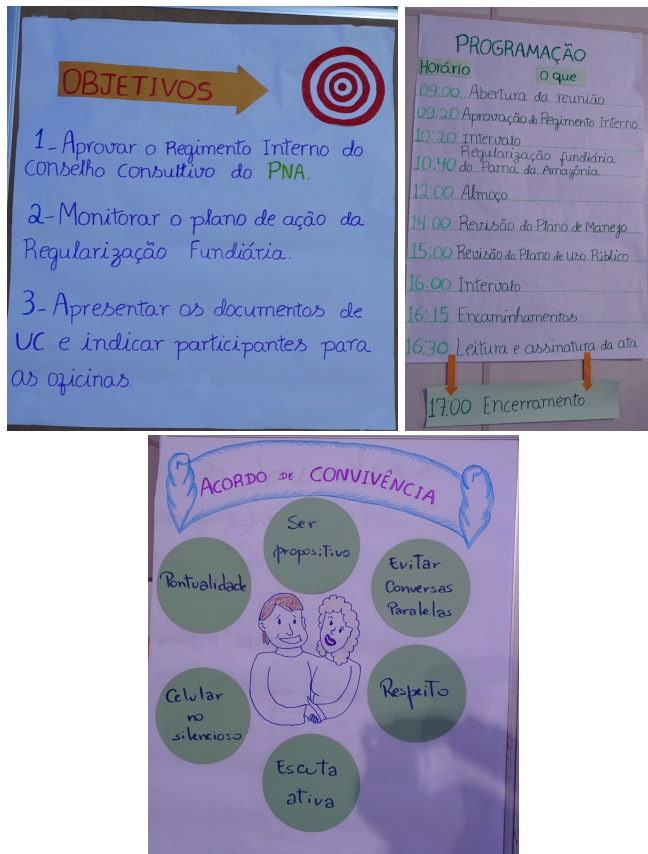 OBJETIVOS
1- Aprovar o Regimento Interno do
Conselho Consultivo do PNA.
2- Monitorar o plano de ação da
Regularização Fundiária.
3- Apresentar os documentos de
UC e indicar participantes para
as oficinas.
PROGRAMAÇÃO
Horário O que
09:00 Abertura da reunião
09:20 Aprovação do Regimento Interno
10:20 Intervalo
10:40 Regularização fundiária
do Parna da Amazônia
12:00 Almoço
14:00 Revisão do Plano de Manejo
15:00 Revisão do Plano de uso Público
16:00 Intervalo
16:15 Encaminhamentos
16:30 Leitura e assinatura da ata
17:00 Encerramento
ACORDO DE CONVIVÊNCIA
Ser
propositivo
Pontualidade
Evitar
Conversas
Paralelas
Celular
no
silencioso
Respeito
Escuta
ativa